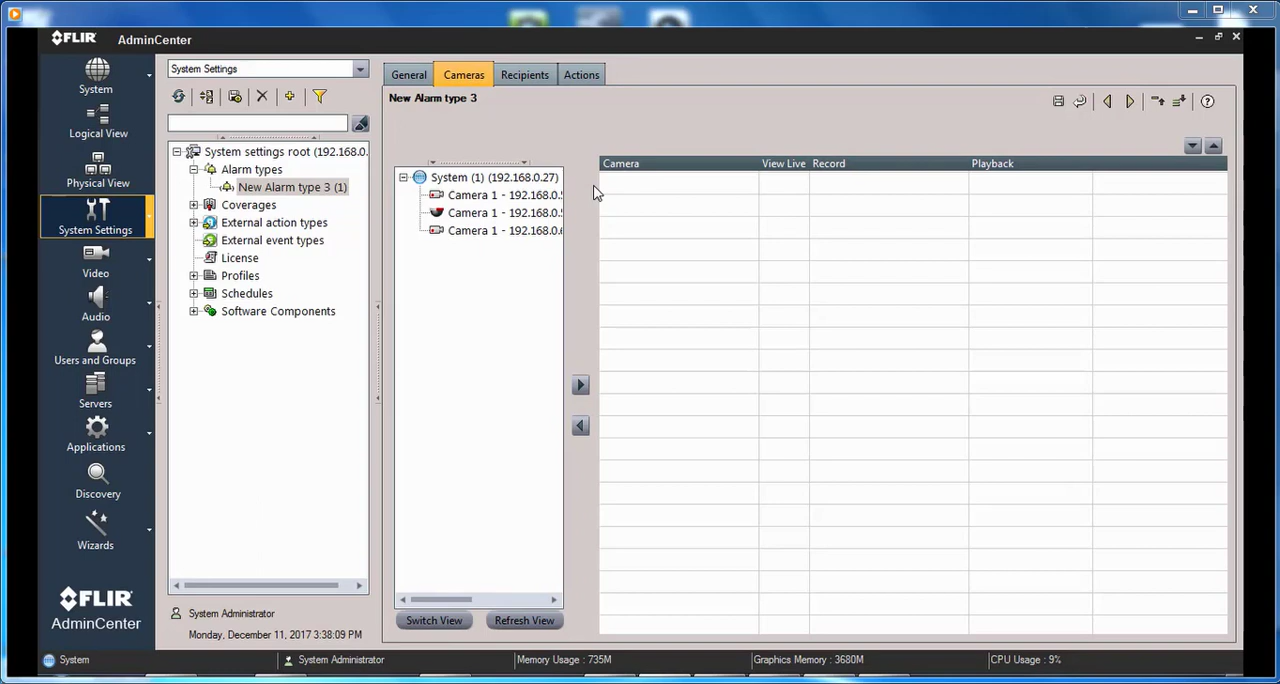 FLIR AdminCenter
System
Logical View
Physical View
System Settings
Video
Audio
Users and Groups
Servers
Applications
Discovery
Wizards
FLIR
AdminCenter
System Settings
System settings root (192.168.0.
Alarm types
New Alarm type 3 (1)
Coverages
External action types
External event types
License
Profiles
Schedules
Software Components
System Administrator
Monday, December 11, 2017 3:38:09 PM
General Cameras Recipients Actions
New Alarm type 3
System (1) (192.168.0.27)
Camera 1 - 192.168.0.
Camera 1 - 192.168.0.
Camera 1 - 192.168.0.
Switch View Refresh View
Camera View Live Record Playback
System System Administrator Memory Usage : 735M Graphics Memory : 3680M CPU Usage : 9%